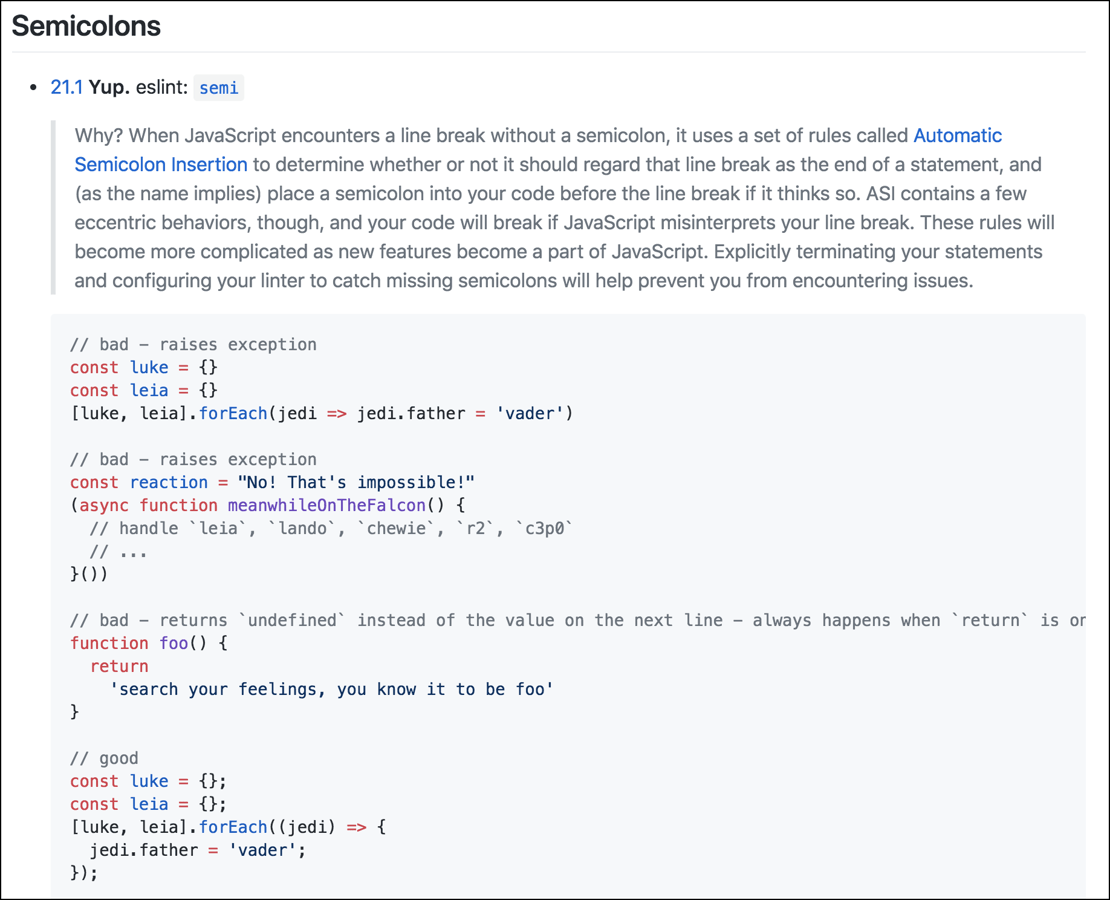 Semicolons
• 21.1 Yup. eslint: semi
Why? When JavaScript encounters a line break without a semicolon, it uses a set of rules called Automatic
Semicolon Insertion to determine whether or not it should regard that line break as the end of a statement, and
(as the name implies) place a semicolon into your code before the line break if it thinks so. ASI contains a few
eccentric behaviors, though, and your code will break if JavaScript misinterprets your line break. These rules will
become more complicated as new features become a part of JavaScript. Explicitly terminating your statements
and configuring your linter to catch missing semicolons will help prevent you from encountering issues.
// bad - raises exception
const luke = {}
const leia = {}
[luke, leia].forEach(jedi => jedi.father = 'vader')
// bad - raises exception
const reaction = "No! That's impossible!"
(async function meanwhileOnTheFalcon() {
  // handle `leia`, `lando`, `chewie`, `r2`, `c3p0`
  // ...
}())
// bad - returns `undefined` instead of the value on the next line - always happens when `return` is
function foo() {
  return
    'search your feelings, you know it to be foo'
}
// good
const luke = {};
const leia = {};
[luke, leia].forEach((jedi) => {
  jedi.father = 'vader';
});